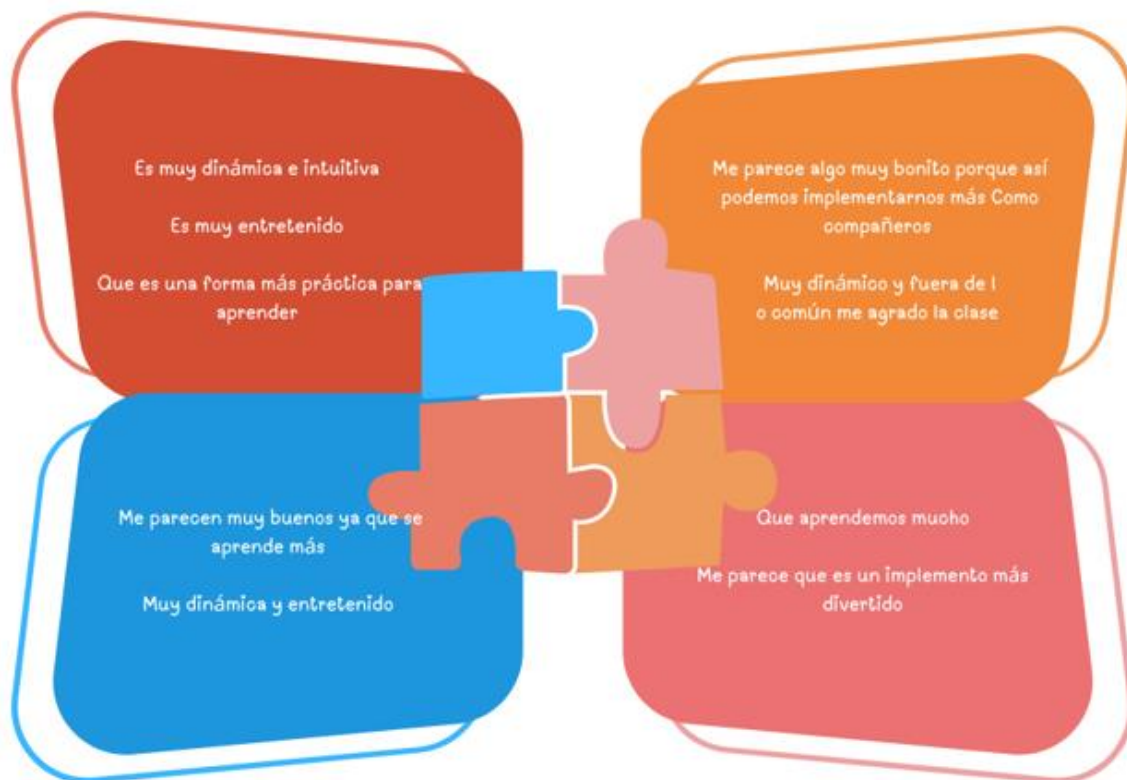 Es muy dinámica e intuitiva
Es muy entretenido
Que es una forma más práctica para
aprender
Me parece algo muy bonito porque así
podemos implementarnos más Como
compañeros
Muy dinámico y fuera de l
o común me agrado la clase
Me parecen muy buenos ya que se
aprende más
Muy dinámica y entretenido
Que aprendemos mucho
Me parece que es un implemento más
divertido